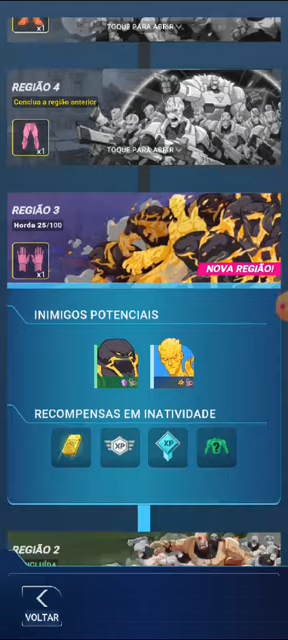 x1
TOQUE PARA ABRIR
REGIÃO 4
Conclua a região anterior
x1
TOQUE PARA ABRIR
REGIÃO 3
Horda 25/100
x1
NOVA REGIÃO!
INIMIGOS POTENCIAIS
RECOMPENSAS EM INATIVIDADE
XP
XP
?
REGIÃO 2
VOLTAR